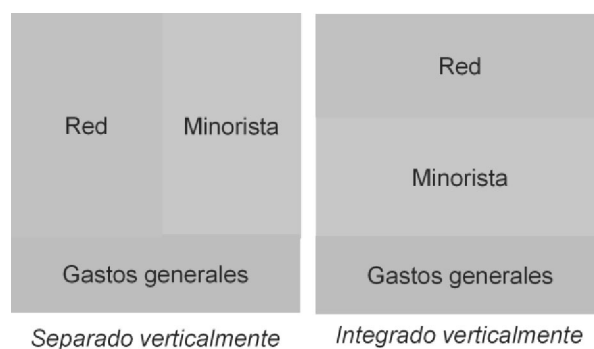 Red
Minorista
Gastos generales
Separado verticalmente
Red
Minorista
Gastos generales
Integrado verticalmente